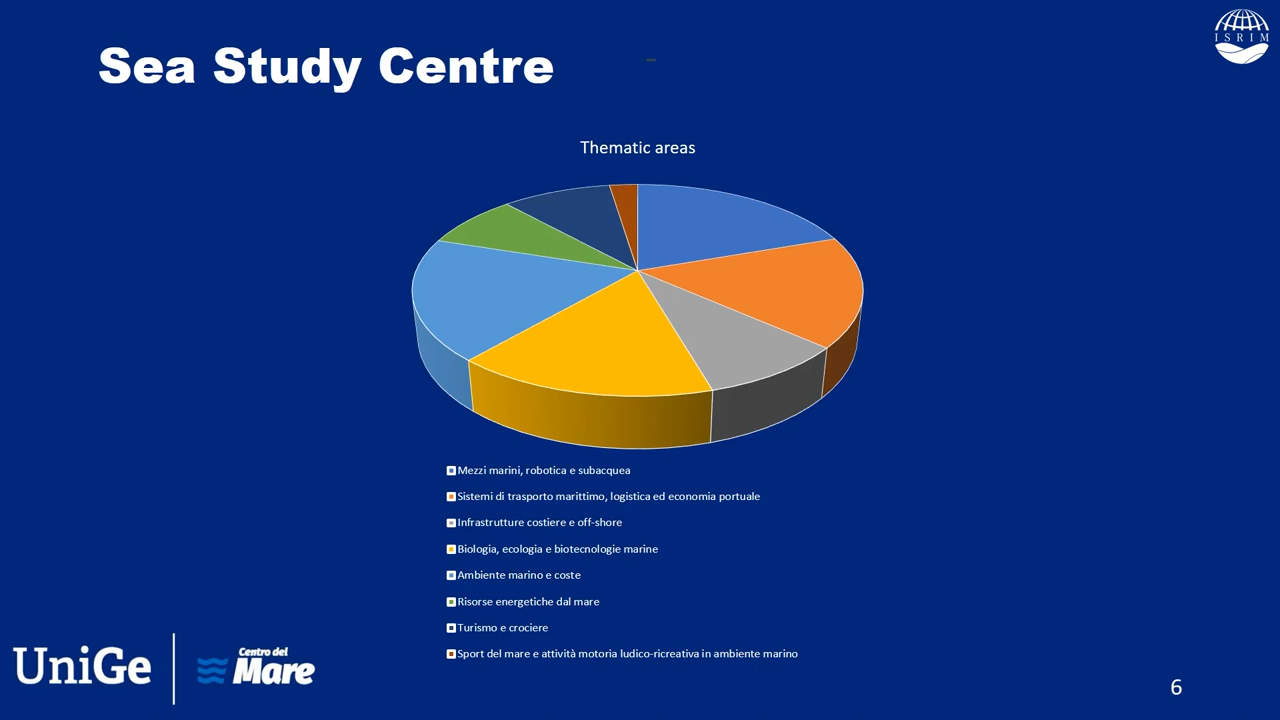 ISRIM
Sea Study Centre
Thematic areas
Mezzi marini, robotica e subacquea
Sistemi di trasporto marittimo, logistica ed economia portuale
Infrastrutture costiere e off-shore
Biologia, ecologia e biotecnologie marine
Ambiente marino e coste
Risorse energetiche dal mare
Turismo e crociere
Sport del mare e attività motoria ludico-ricreativa in ambiente marino
UniGe
Centro del
Mare
6